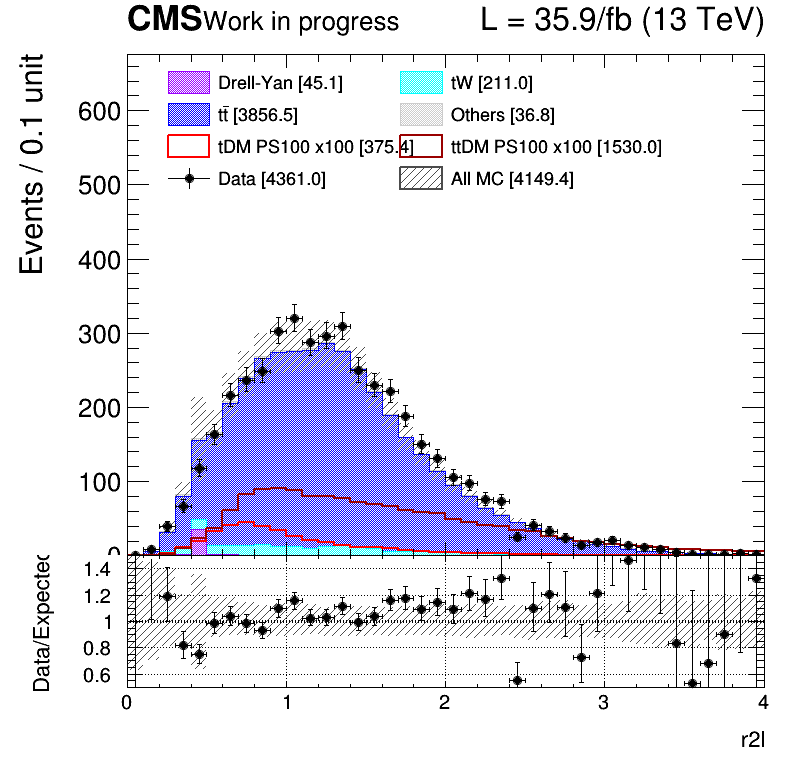 CMS Work in progress L = 35.9/fb (13 TeV)
Events / 0.1 unit
Drell-Yan [45.1] tW [211.0]
tt̄ [3856.5] Others [36.8]
tDM PS100 x100 [375.4] ttDM PS100 x100 [1530.0]
Data [4361.0] All MC [4149.4]
600
500
400
300
200
100
0
Data/Expected
1.4
1.2
1
0.8
0.6
0 1 2 3 4
r2l